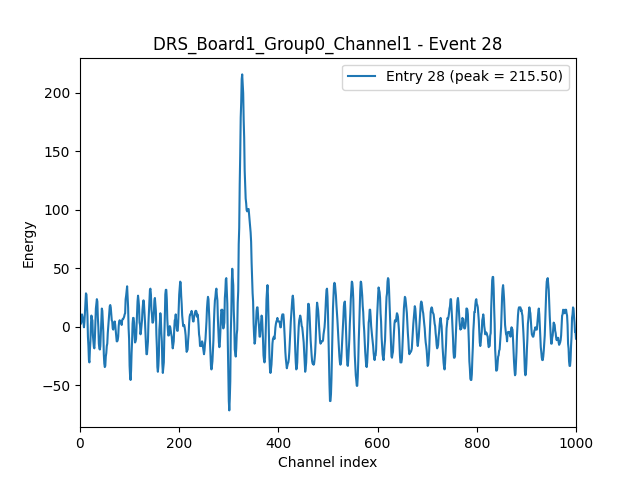 DRS_Board1_Group0_Channel1 - Event 28
Entry 28 (peak = 215.50)
Energy
200
150
100
50
0
−50
0 200 400 600 800 1000
Channel index